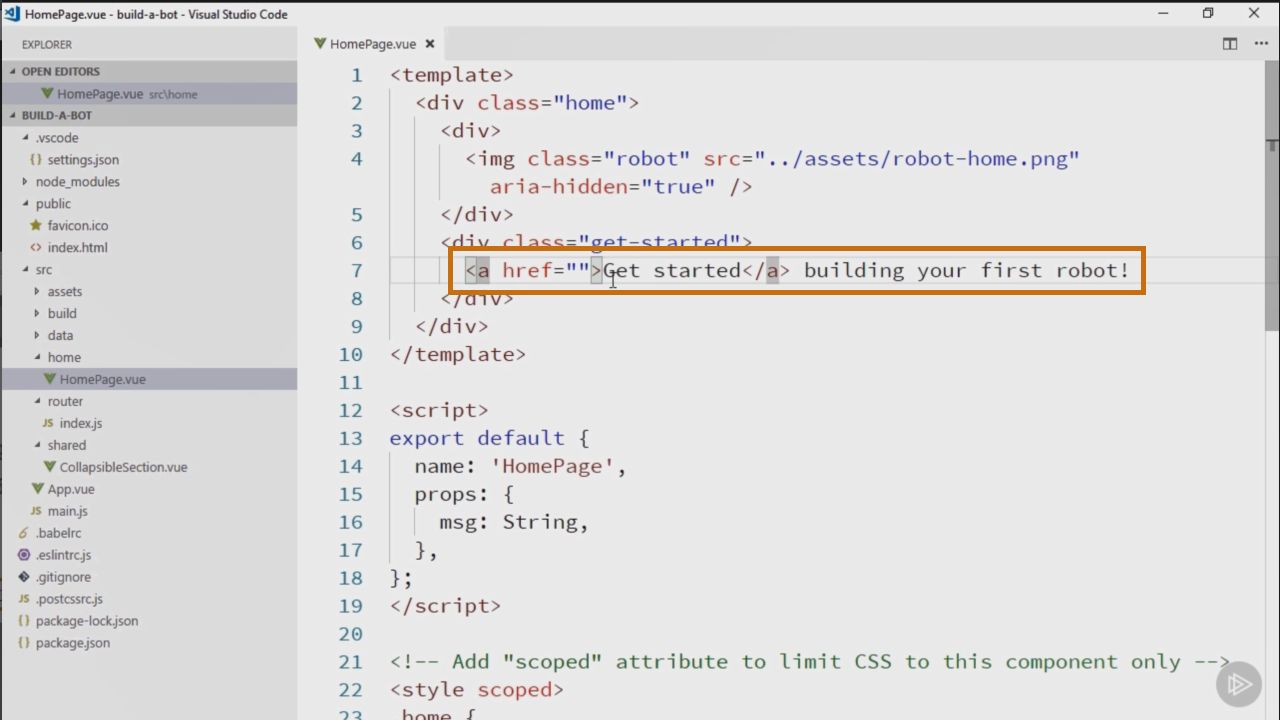 HomePage.vue - build-a-bot - Visual Studio Code
EXPLORER
OPEN EDITORS
HomePage.vue src\home
BUILD-A-BOT
.vscode
{} settings.json
node_modules
public
favicon.ico
<> index.html
src
assets
build
data
home
HomePage.vue
router
JS index.js
shared
CollapsibleSection.vue
App.vue
JS main.js
.babelrc
.eslintrc.js
.gitignore
JS .postcssrc.js
{} package-lock.json
{} package.json
HomePage.vue
1 <template>
2 <div class="home">
3 <div>
4 <img class="robot" src="../assets/robot-home.png"
aria-hidden="true" />
5 </div>
6 <div class="get-started">
7 <a href="">Get started</a> building your first robot!
8 </div>
9 </div>
10 </template>
11
12 <script>
13 export default {
14 name: 'HomePage',
15 props: {
16 msg: String,
17 },
18 };
19 </script>
20
21 <!-- Add "scoped" attribute to limit CSS to this component only -->
22 <style scoped>
23 .home {